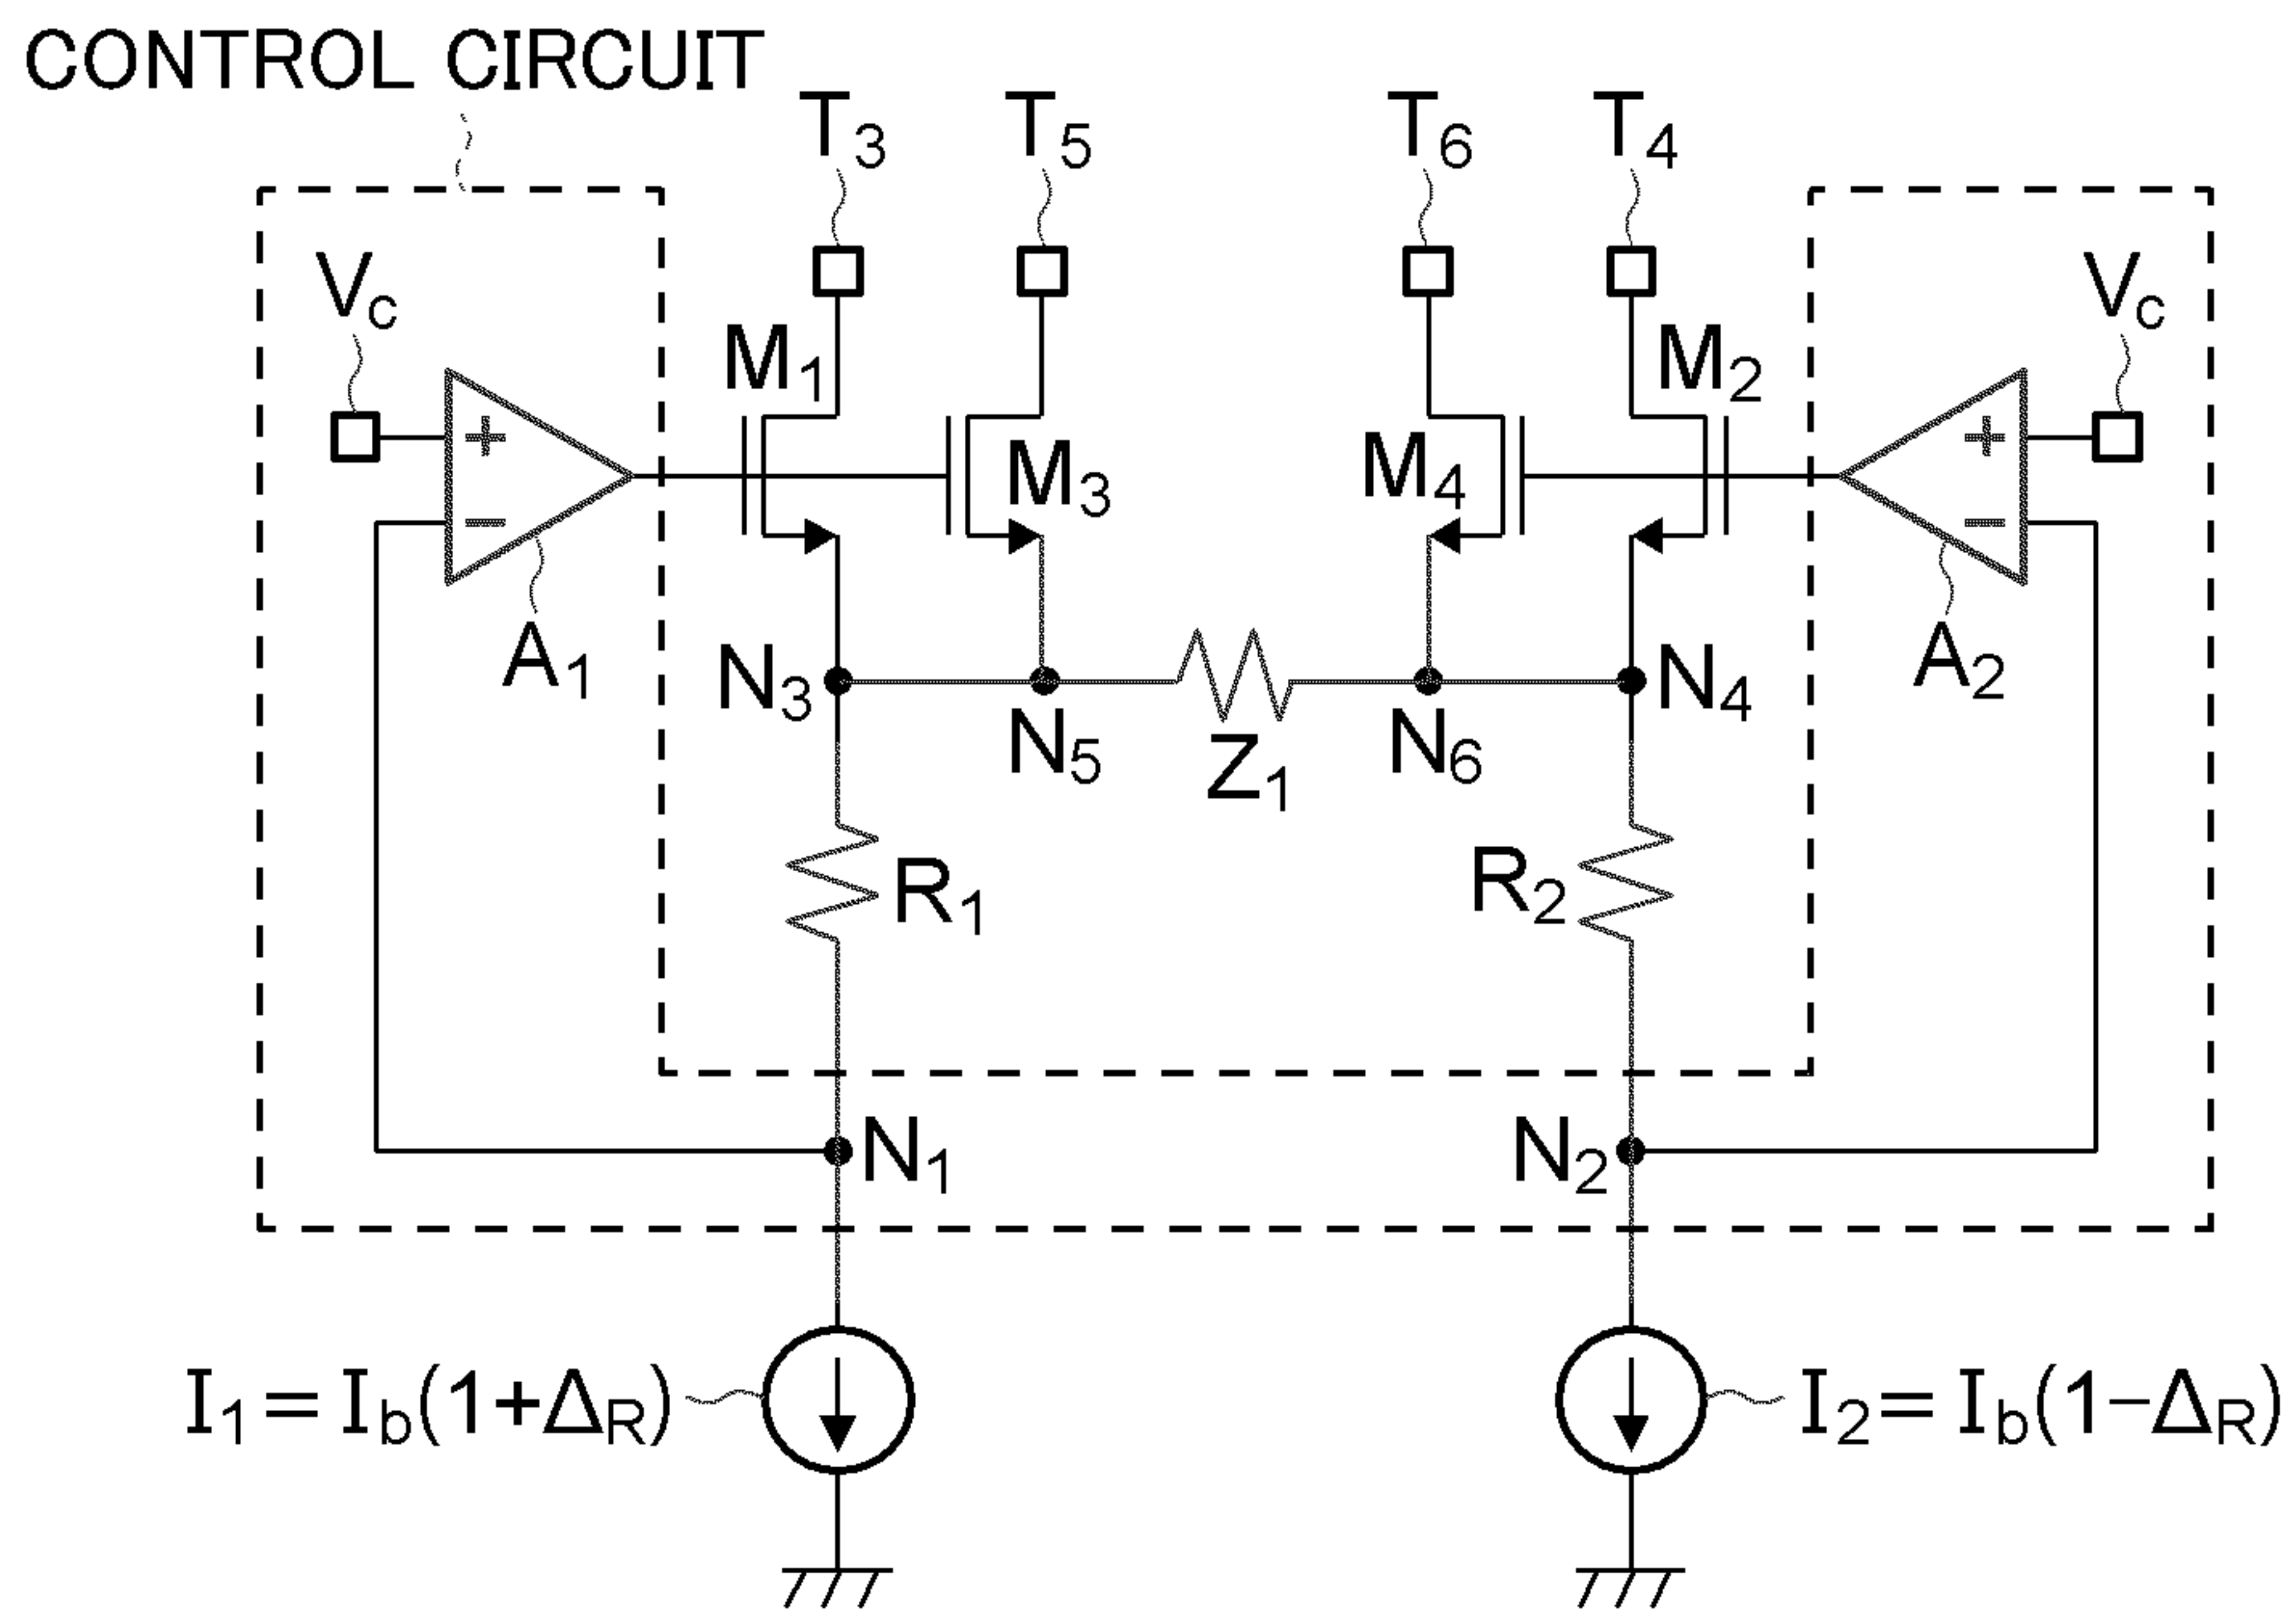 CONTROL CIRCUIT
T3 T5 T6 T4
Vc Vc
M1 M2
M3 M4
+ +
− −
A1 A2
N3 N4
N5 N6
Z1
R1 R2
N1 N2
I1=Ib(1+ΔR) I2=Ib(1−ΔR)